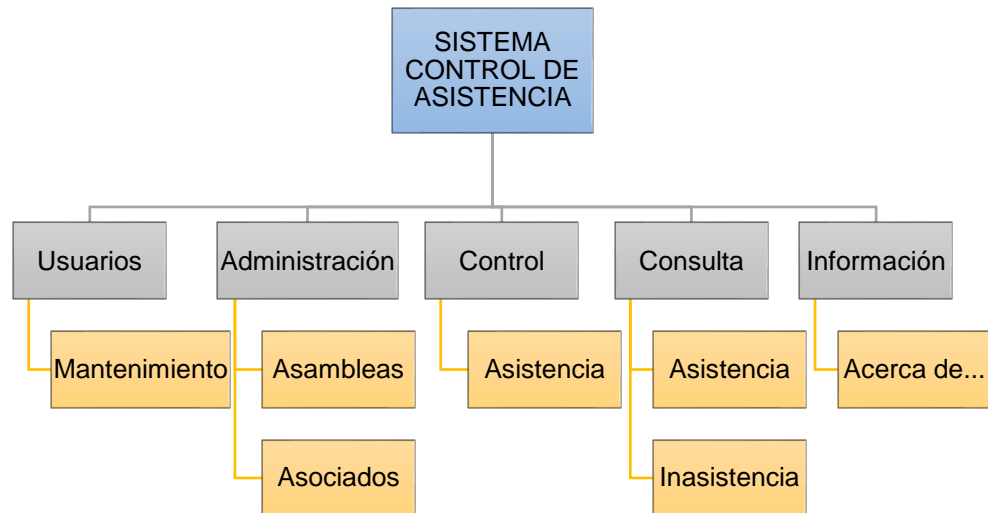 SISTEMA
CONTROL DE
ASISTENCIA
Usuarios
Administración
Control
Consulta
Información
Mantenimiento
Asambleas
Asistencia
Asistencia
Acerca de...
Asociados
Inasistencia